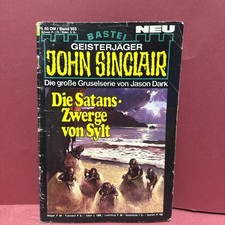 BASTEI
NEU
GEISTERJÄGER
JOHN SINCLAIR
Die große Gruselserie von Jason Dark
Die Satans-
Zwerge
von Sylt